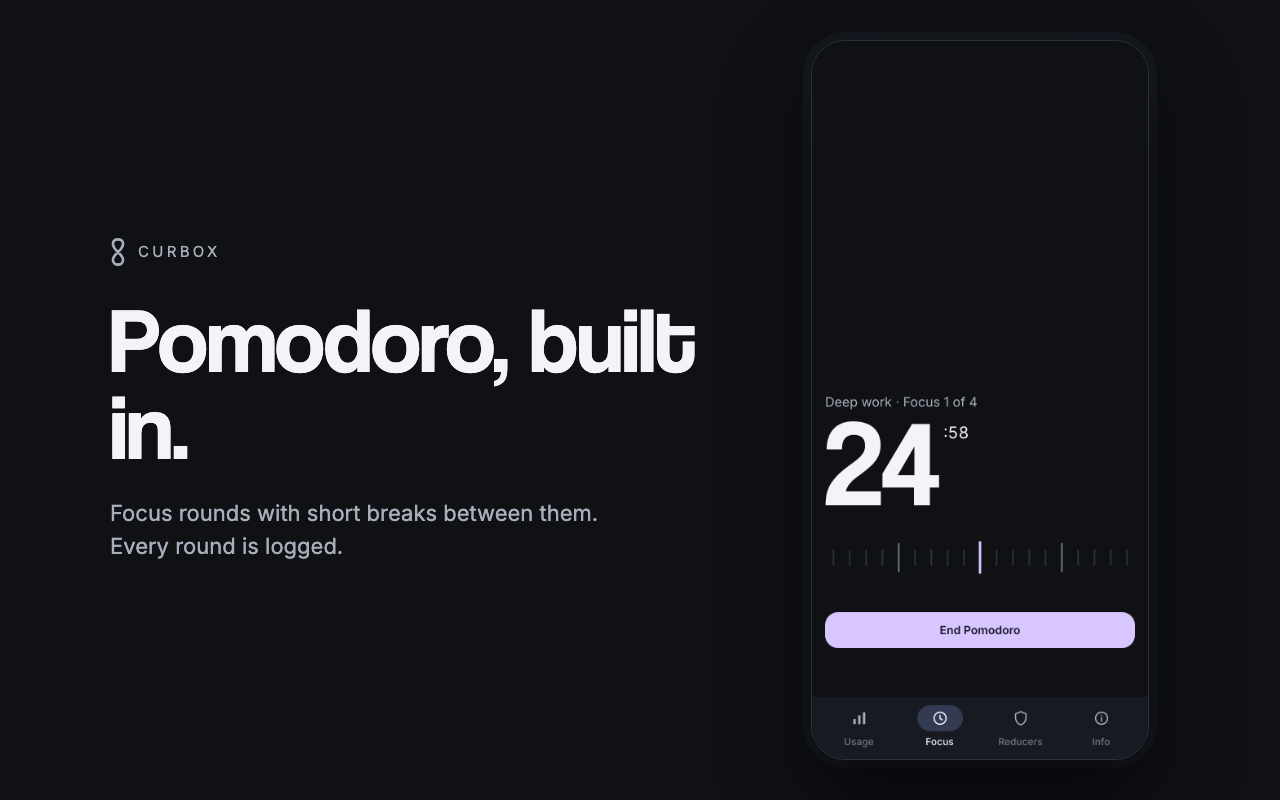 CURBOX
Pomodoro, built
in.
Focus rounds with short breaks between them.
Every round is logged.
Deep work · Focus 1 of 4
24 :58
End Pomodoro
Usage Focus Reducers Info